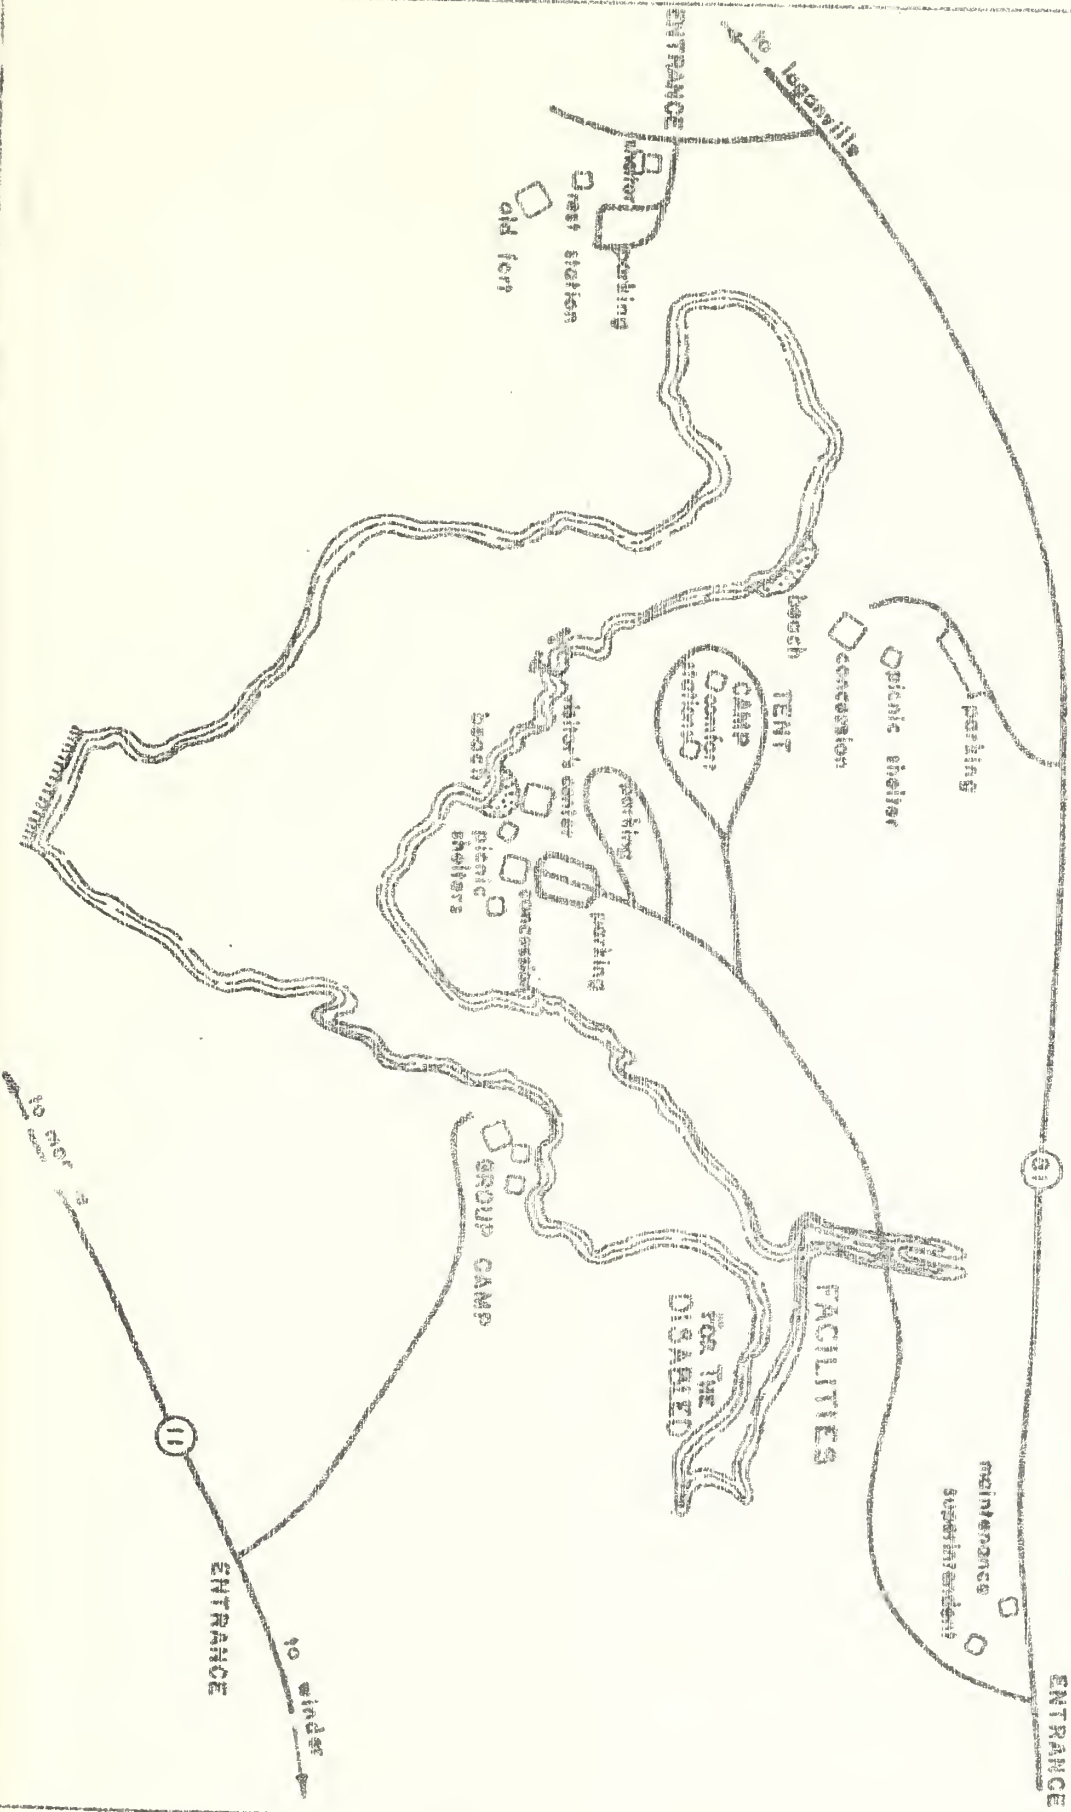 ENTRANCE
to loganville
parking
rest station
old fort
beach
concession
picnic shelter
parking
TENT
CAMP
comfort
stations
parking
visitor's center
beach
picnic
shelters
concession
parking
81
FACILITIES
FOR THE
DISABLED
GROUP CAMP
maintenance
superintendent
ENTRANCE
11
ENTRANCE
to winder
to